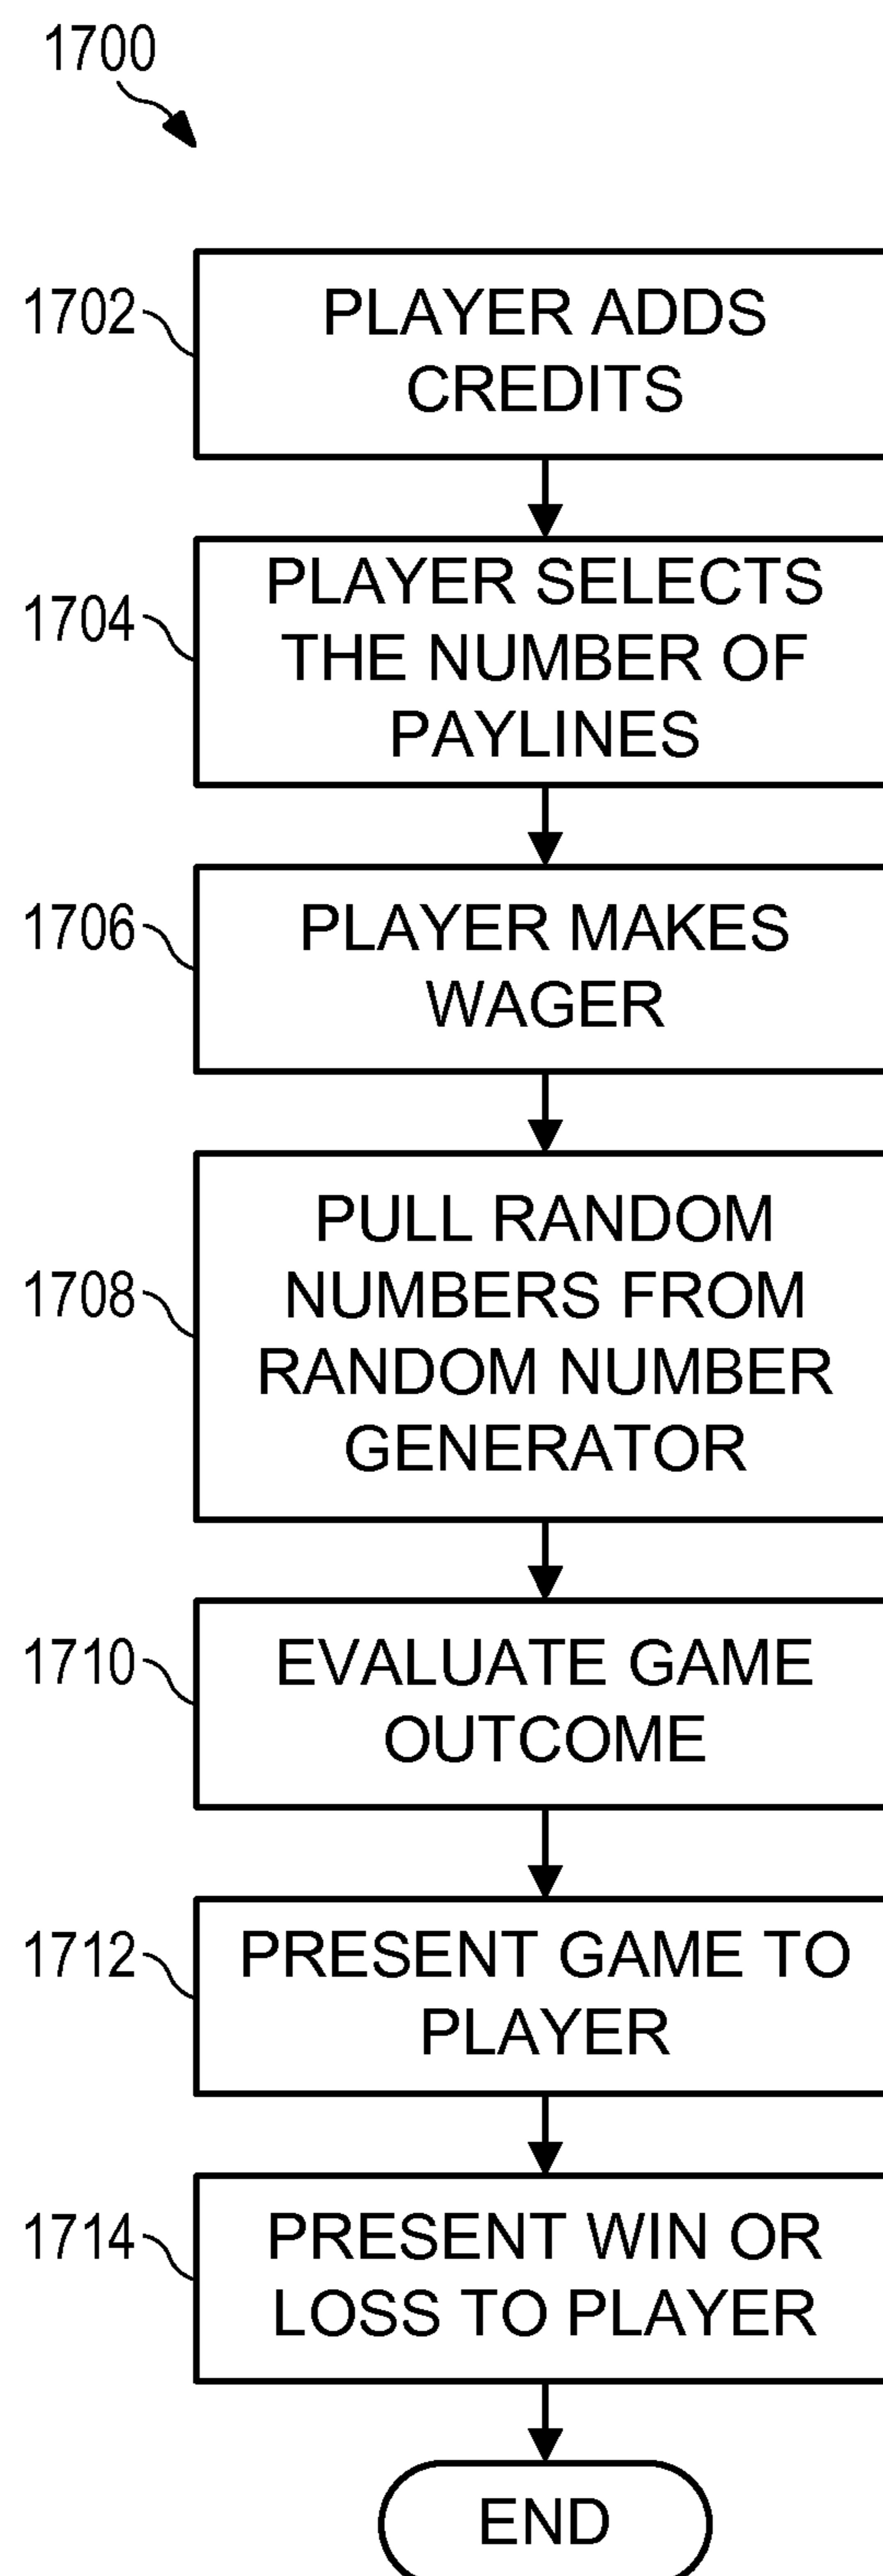 1700
1702
PLAYER ADDS
CREDITS
1704
PLAYER SELECTS
THE NUMBER OF
PAYLINES
1706
PLAYER MAKES
WAGER
1708
PULL RANDOM
NUMBERS FROM
RANDOM NUMBER
GENERATOR
1710
EVALUATE GAME
OUTCOME
1712
PRESENT GAME TO
PLAYER
1714
PRESENT WIN OR
LOSS TO PLAYER
END